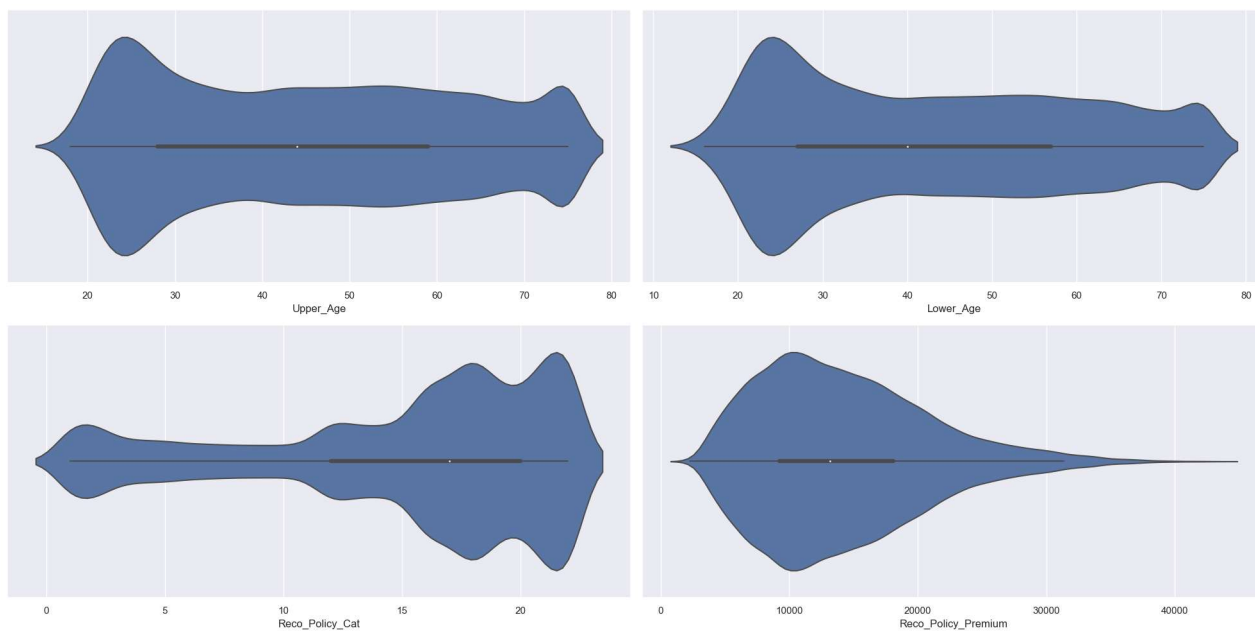 20 30 40 50 60 70 80
Upper_Age
10 20 30 40 50 60 70 80
Lower_Age
0 5 10 15 20
Reco_Policy_Cat
0 10000 20000 30000 40000
Reco_Policy_Premium